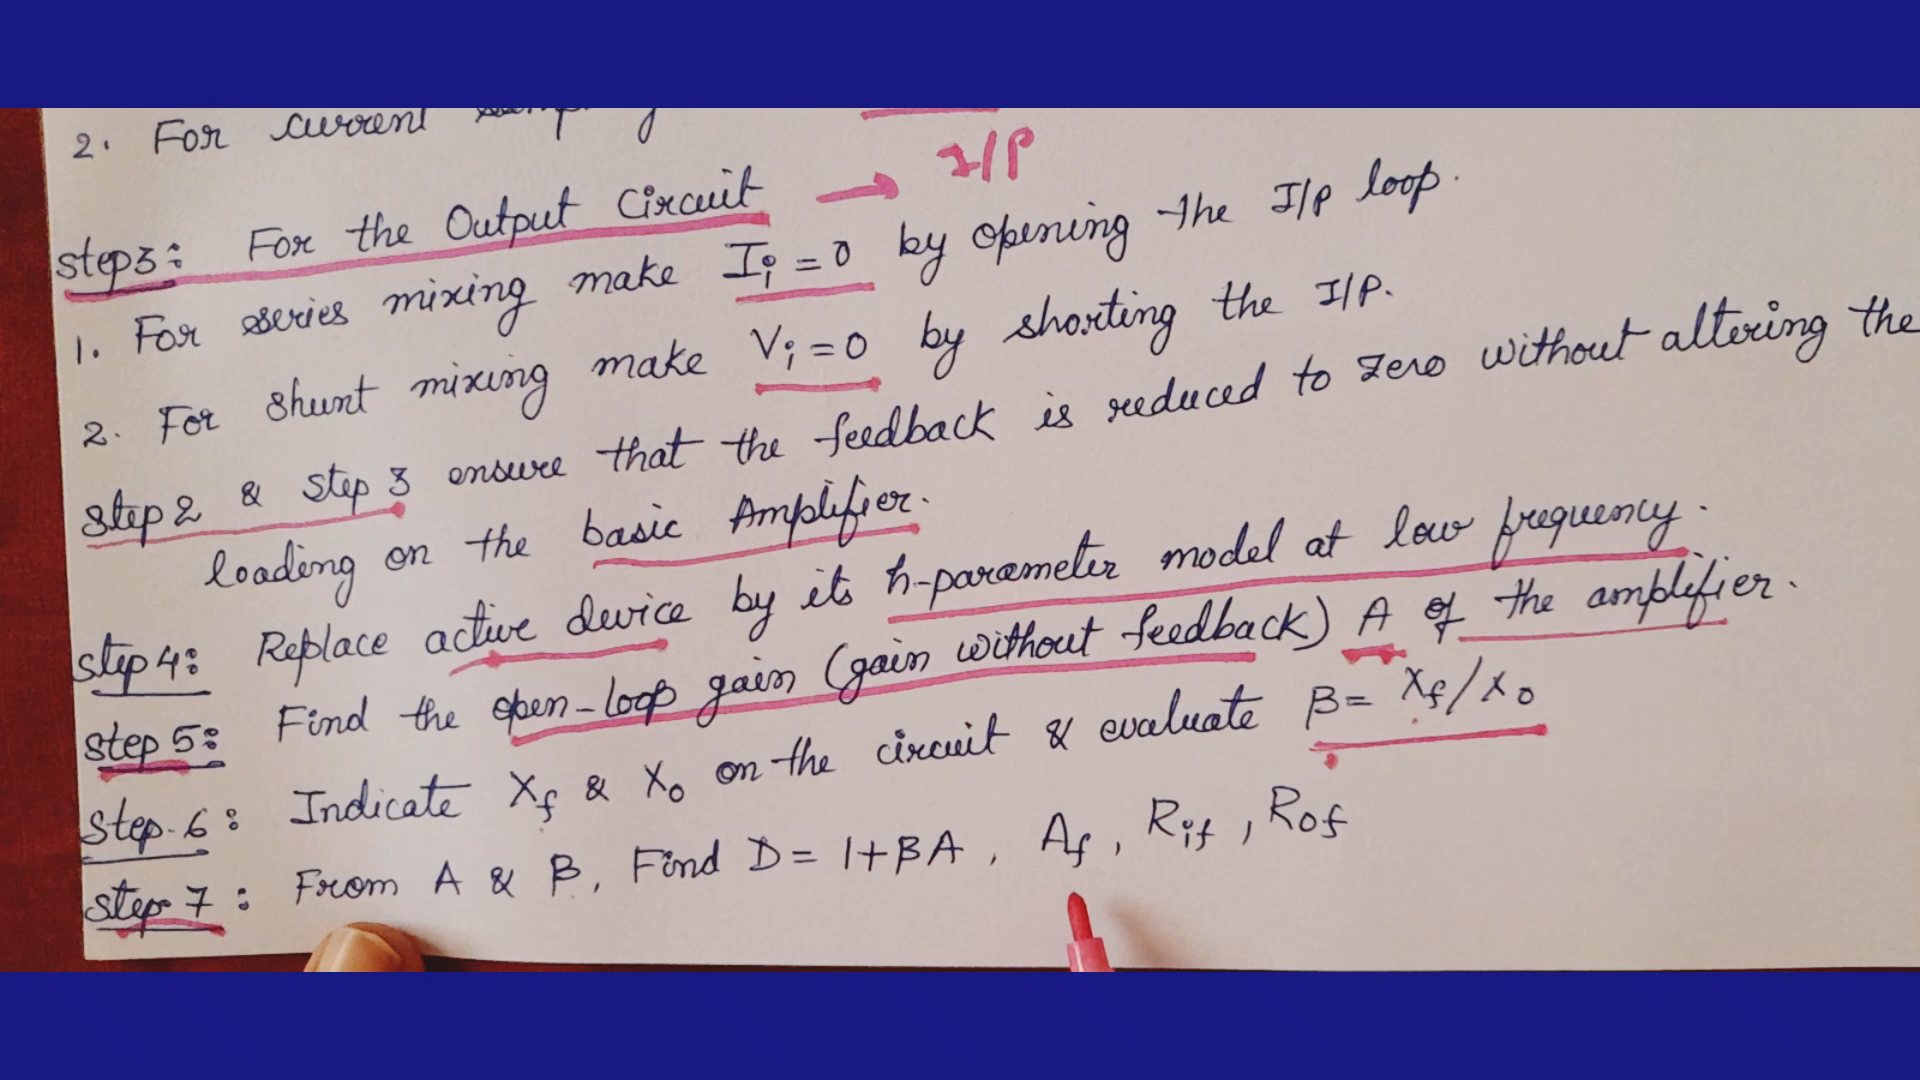 2. For current sampling
Step3: For the Output Circuit → I/P
1. For series mixing make Ii = 0 by opening the I/P loop.
2. For shunt mixing make Vi = 0 by shorting the I/P.
Step 2 & Step 3 ensure that the feedback is reduced to zero without altering the
loading on the basic Amplifier.
Step 4: Replace active device by its h-parameter model at low frequency.
Step 5: Find the open-loop gain (gain without feedback) A of the amplifier.
Step-6: Indicate Xf & Xo on the circuit & evaluate β = Xf/Xo
Step-7: From A & β, Find D = 1+βA, Af, Rif, Rof